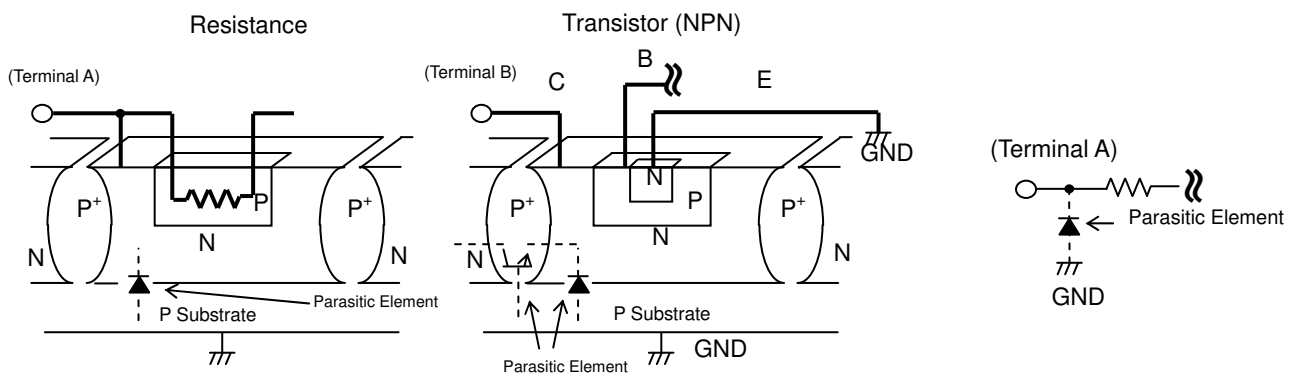 Resistance
(Terminal A)
P+
P
P+
N
N
N
Parasitic Element
P Substrate
Transistor (NPN)
(Terminal B)
C
B
E
GND
N
P+
P
P+
N
N
N
P Substrate
GND
Parasitic Element
(Terminal A)
Parasitic Element
GND